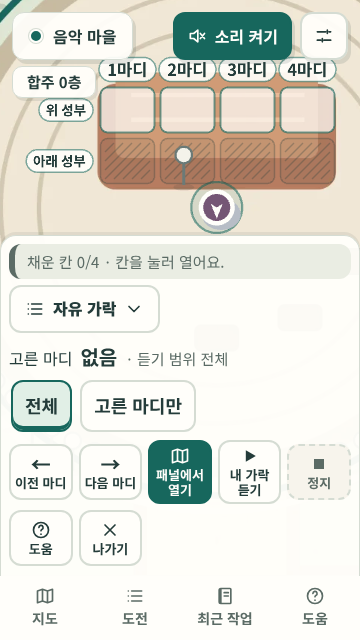 음악 마을
소리 켜기
합주 0층
1마디 2마디 3마디 4마디
위 성부
아래 성부
채운 칸 0/4 · 칸을 눌러 열어요.
자유 가락
고른 마디 없음 · 듣기 범위 전체
전체 고른 마디만
이전 마디
다음 마디
패널에서
열기
내 가락
듣기
정지
도움
나가기
지도 도전 최근 작업 도움